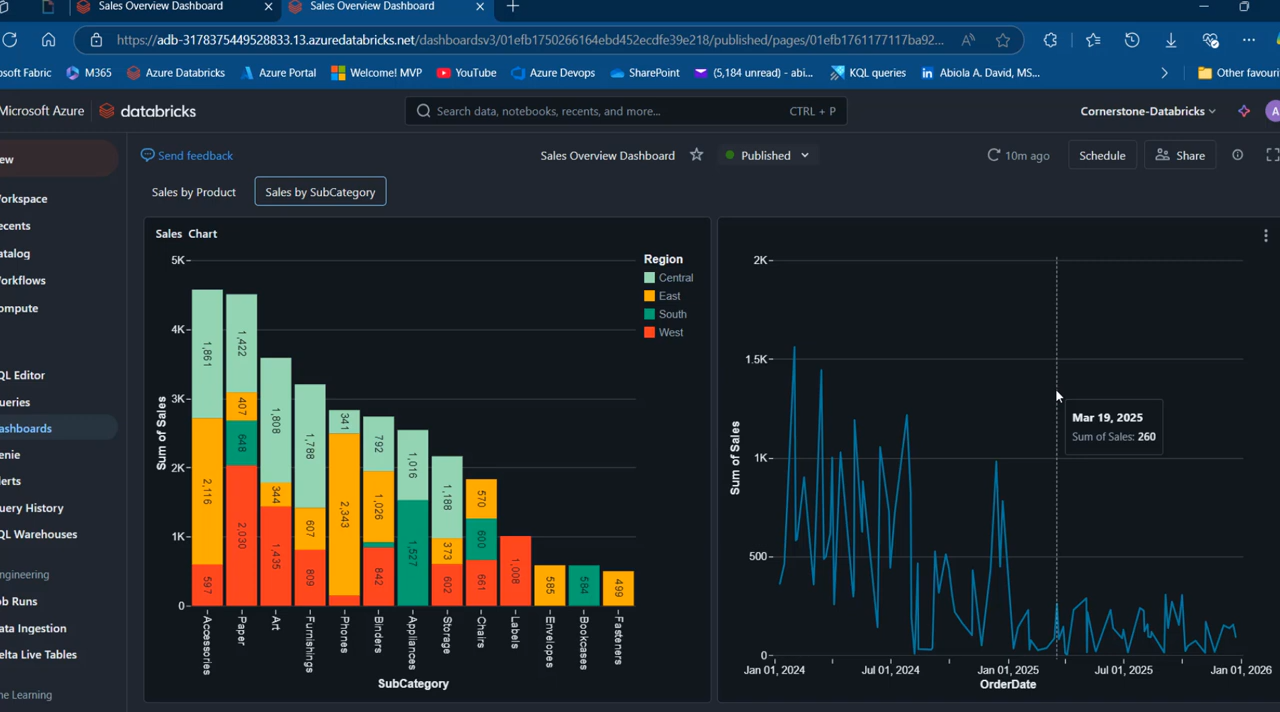 Sales Overview Dashboard
Sales Overview Dashboard
https://adb-3178375449528833.13.azuredatabricks.net/dashboardsv3/01efb1750266164ebd452ecdfe39e218/published/pages/01efb1761177117ba92...
osoft Fabric M365 Azure Databricks Azure Portal Welcome! MVP YouTube Azure Devops SharePoint (5,184 unread) - abi... KQL queries Abiola A. David, MS... Other favouri
Microsoft Azure databricks Search data, notebooks, recents, and more... CTRL + P Cornerstone-Databricks A
Send feedback Sales Overview Dashboard Published 10m ago Schedule Share
Sales by Product Sales by SubCategory
ew
orkspace
ecents
atalog
orkflows
ompute
QL Editor
ueries
ashboards
enie
lerts
uery History
QL Warehouses
ngineering
ob Runs
ata Ingestion
elta Live Tables
ne Learning
Sales Chart
Sum of Sales
5K
4K
3K
2K
1K
0
Region
Central
East
South
West
1,861
2,116
597
1,422
407
648
2,030
1,808
344
1,435
1,788
607
809
341
2,343
792
1,026
842
1,016
1,527
1,188
373
602
570
600
661
1,008
585
584
499
Accessories
Paper
Art
Furnishings
Phones
Binders
Appliances
Storage
Chairs
Labels
Envelopes
Bookcases
Fasteners
SubCategory
Sum of Sales
2K
1.5K
1K
500
0
Mar 19, 2025
Sum of Sales: 260
Jan 01, 2024 Jul 01, 2024 Jan 01, 2025 Jul 01, 2025 Jan 01, 2026
OrderDate